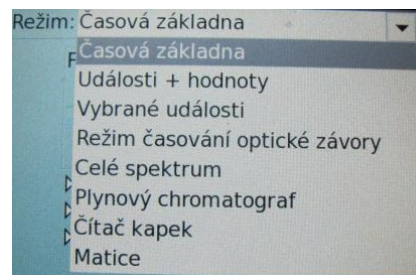 Režim: Časová základna
Časová základna
Události + hodnoty
Vybrané události
Režim časování optické závory
Celé spektrum
Plynový chromatograf
Čítač kapek
Matice